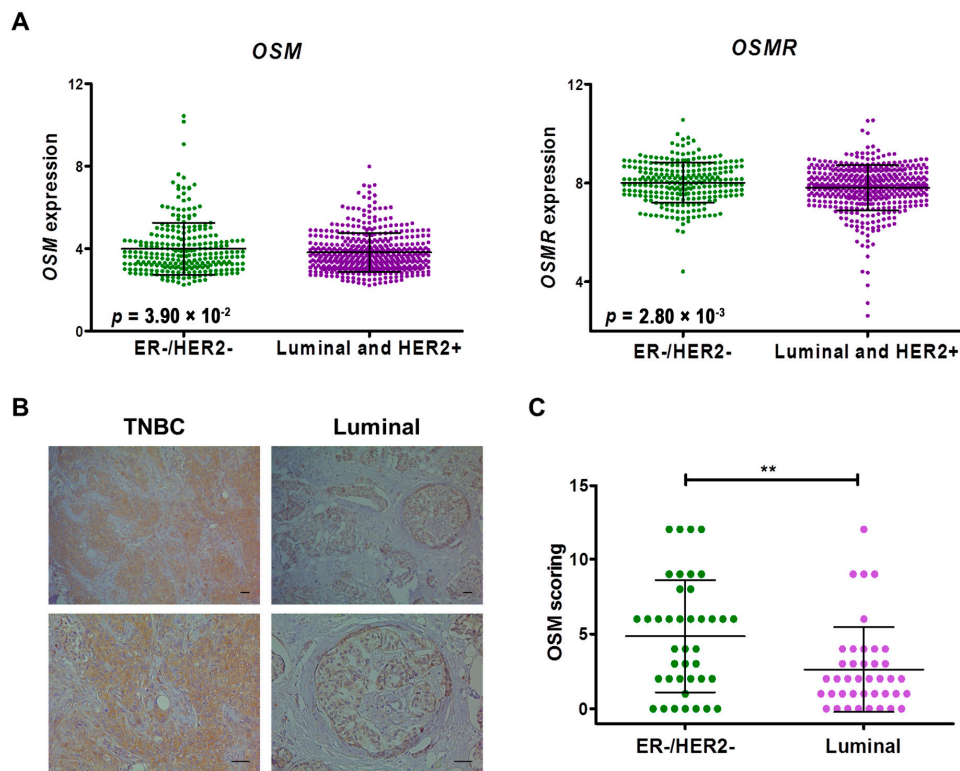 A
OSM
OSM expression
12
8
4
0
p = 3.90 × 10-2
ER-/HER2-
Luminal and HER2+
OSMR
OSMR expression
12
8
4
p = 2.80 × 10-3
ER-/HER2-
Luminal and HER2+
B
TNBC
Luminal
C
**
OSM scoring
15
10
5
0
ER-/HER2-
Luminal